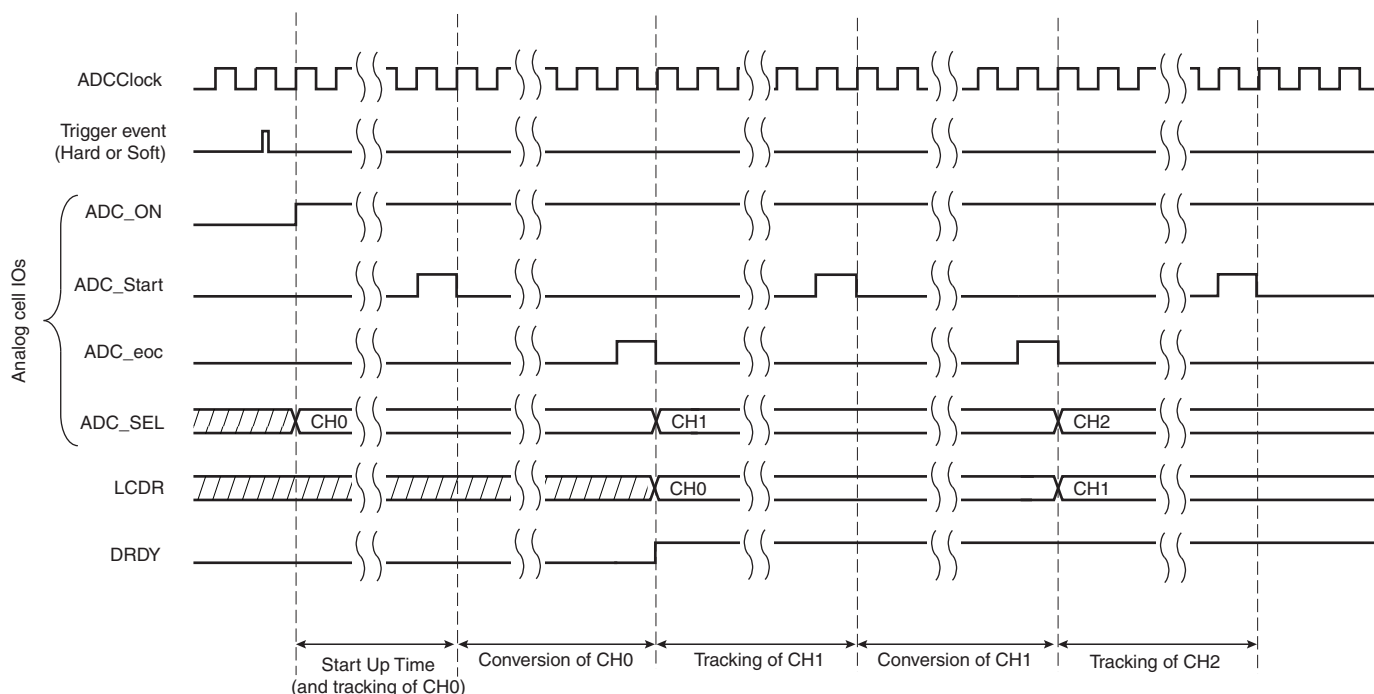 ADCClock
Trigger event
(Hard or Soft)
Analog cell IOs
ADC_ON
ADC_Start
ADC_eoc
ADC_SEL
CH0
CH1
CH2
LCDR
CH0
CH1
DRDY
Start Up Time
(and tracking of CH0)
Conversion of CH0
Tracking of CH1
Conversion of CH1
Tracking of CH2